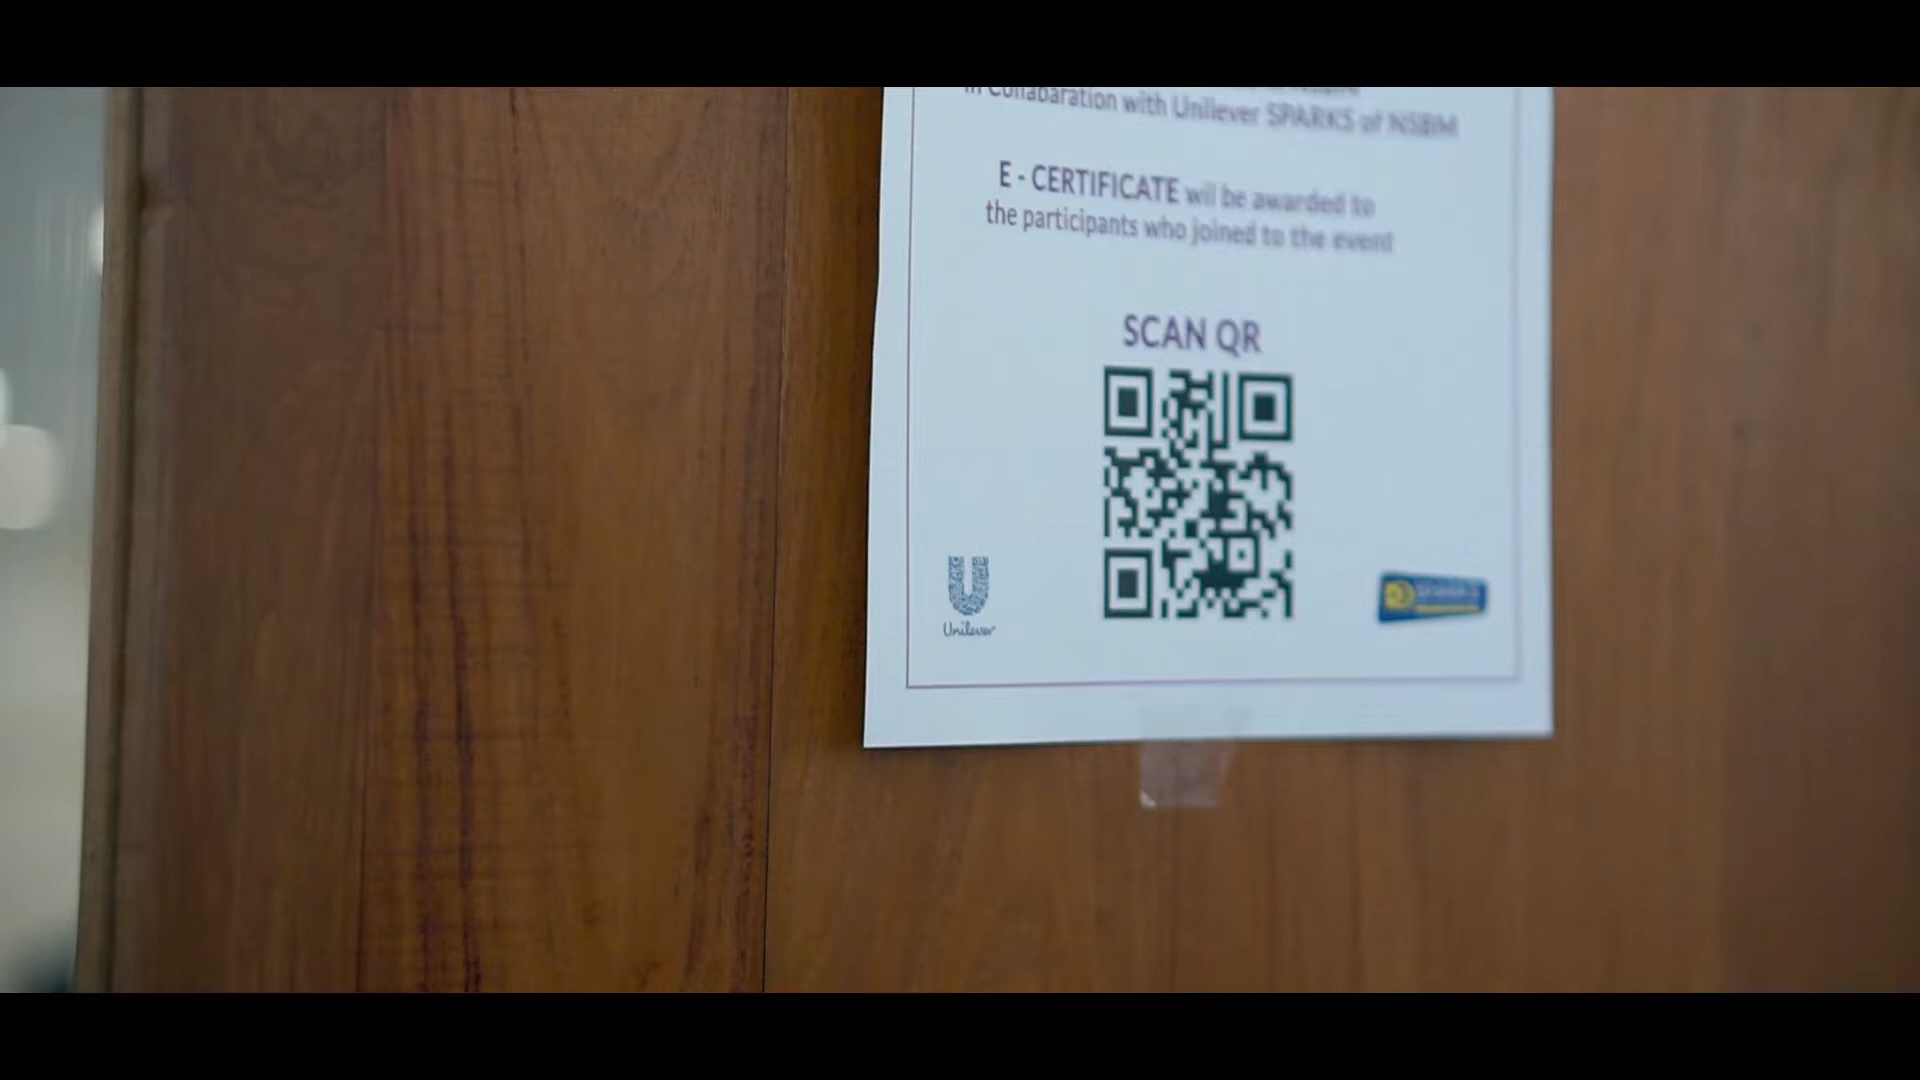 in Collabaration with Unilever SPARKS of NSBM
E - CERTIFICATE will be awarded to
the participants who joined to the event
SCAN QR
Unilever